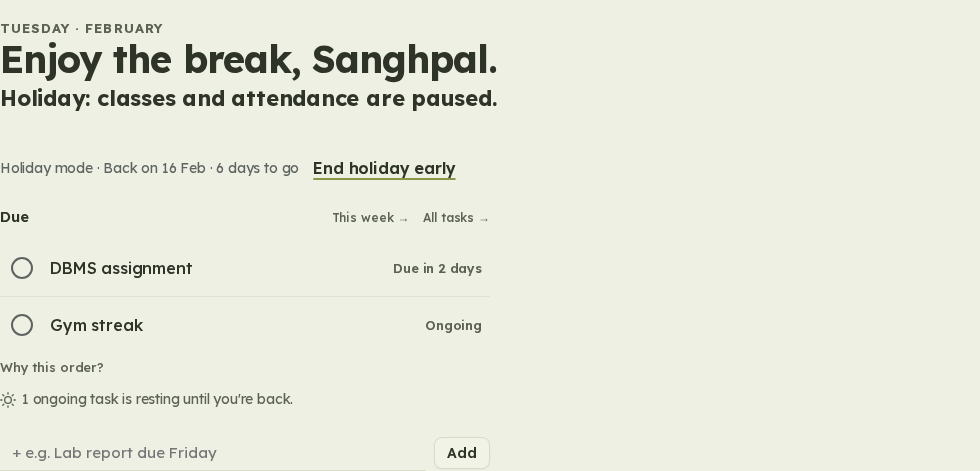 TUESDAY · FEBRUARY
Enjoy the break, Sanghpal.
Holiday: classes and attendance are paused.
Holiday mode · Back on 16 Feb · 6 days to go End holiday early
Due This week → All tasks →
DBMS assignment Due in 2 days
Gym streak Ongoing
Why this order?
1 ongoing task is resting until you're back.
+ e.g. Lab report due Friday Add